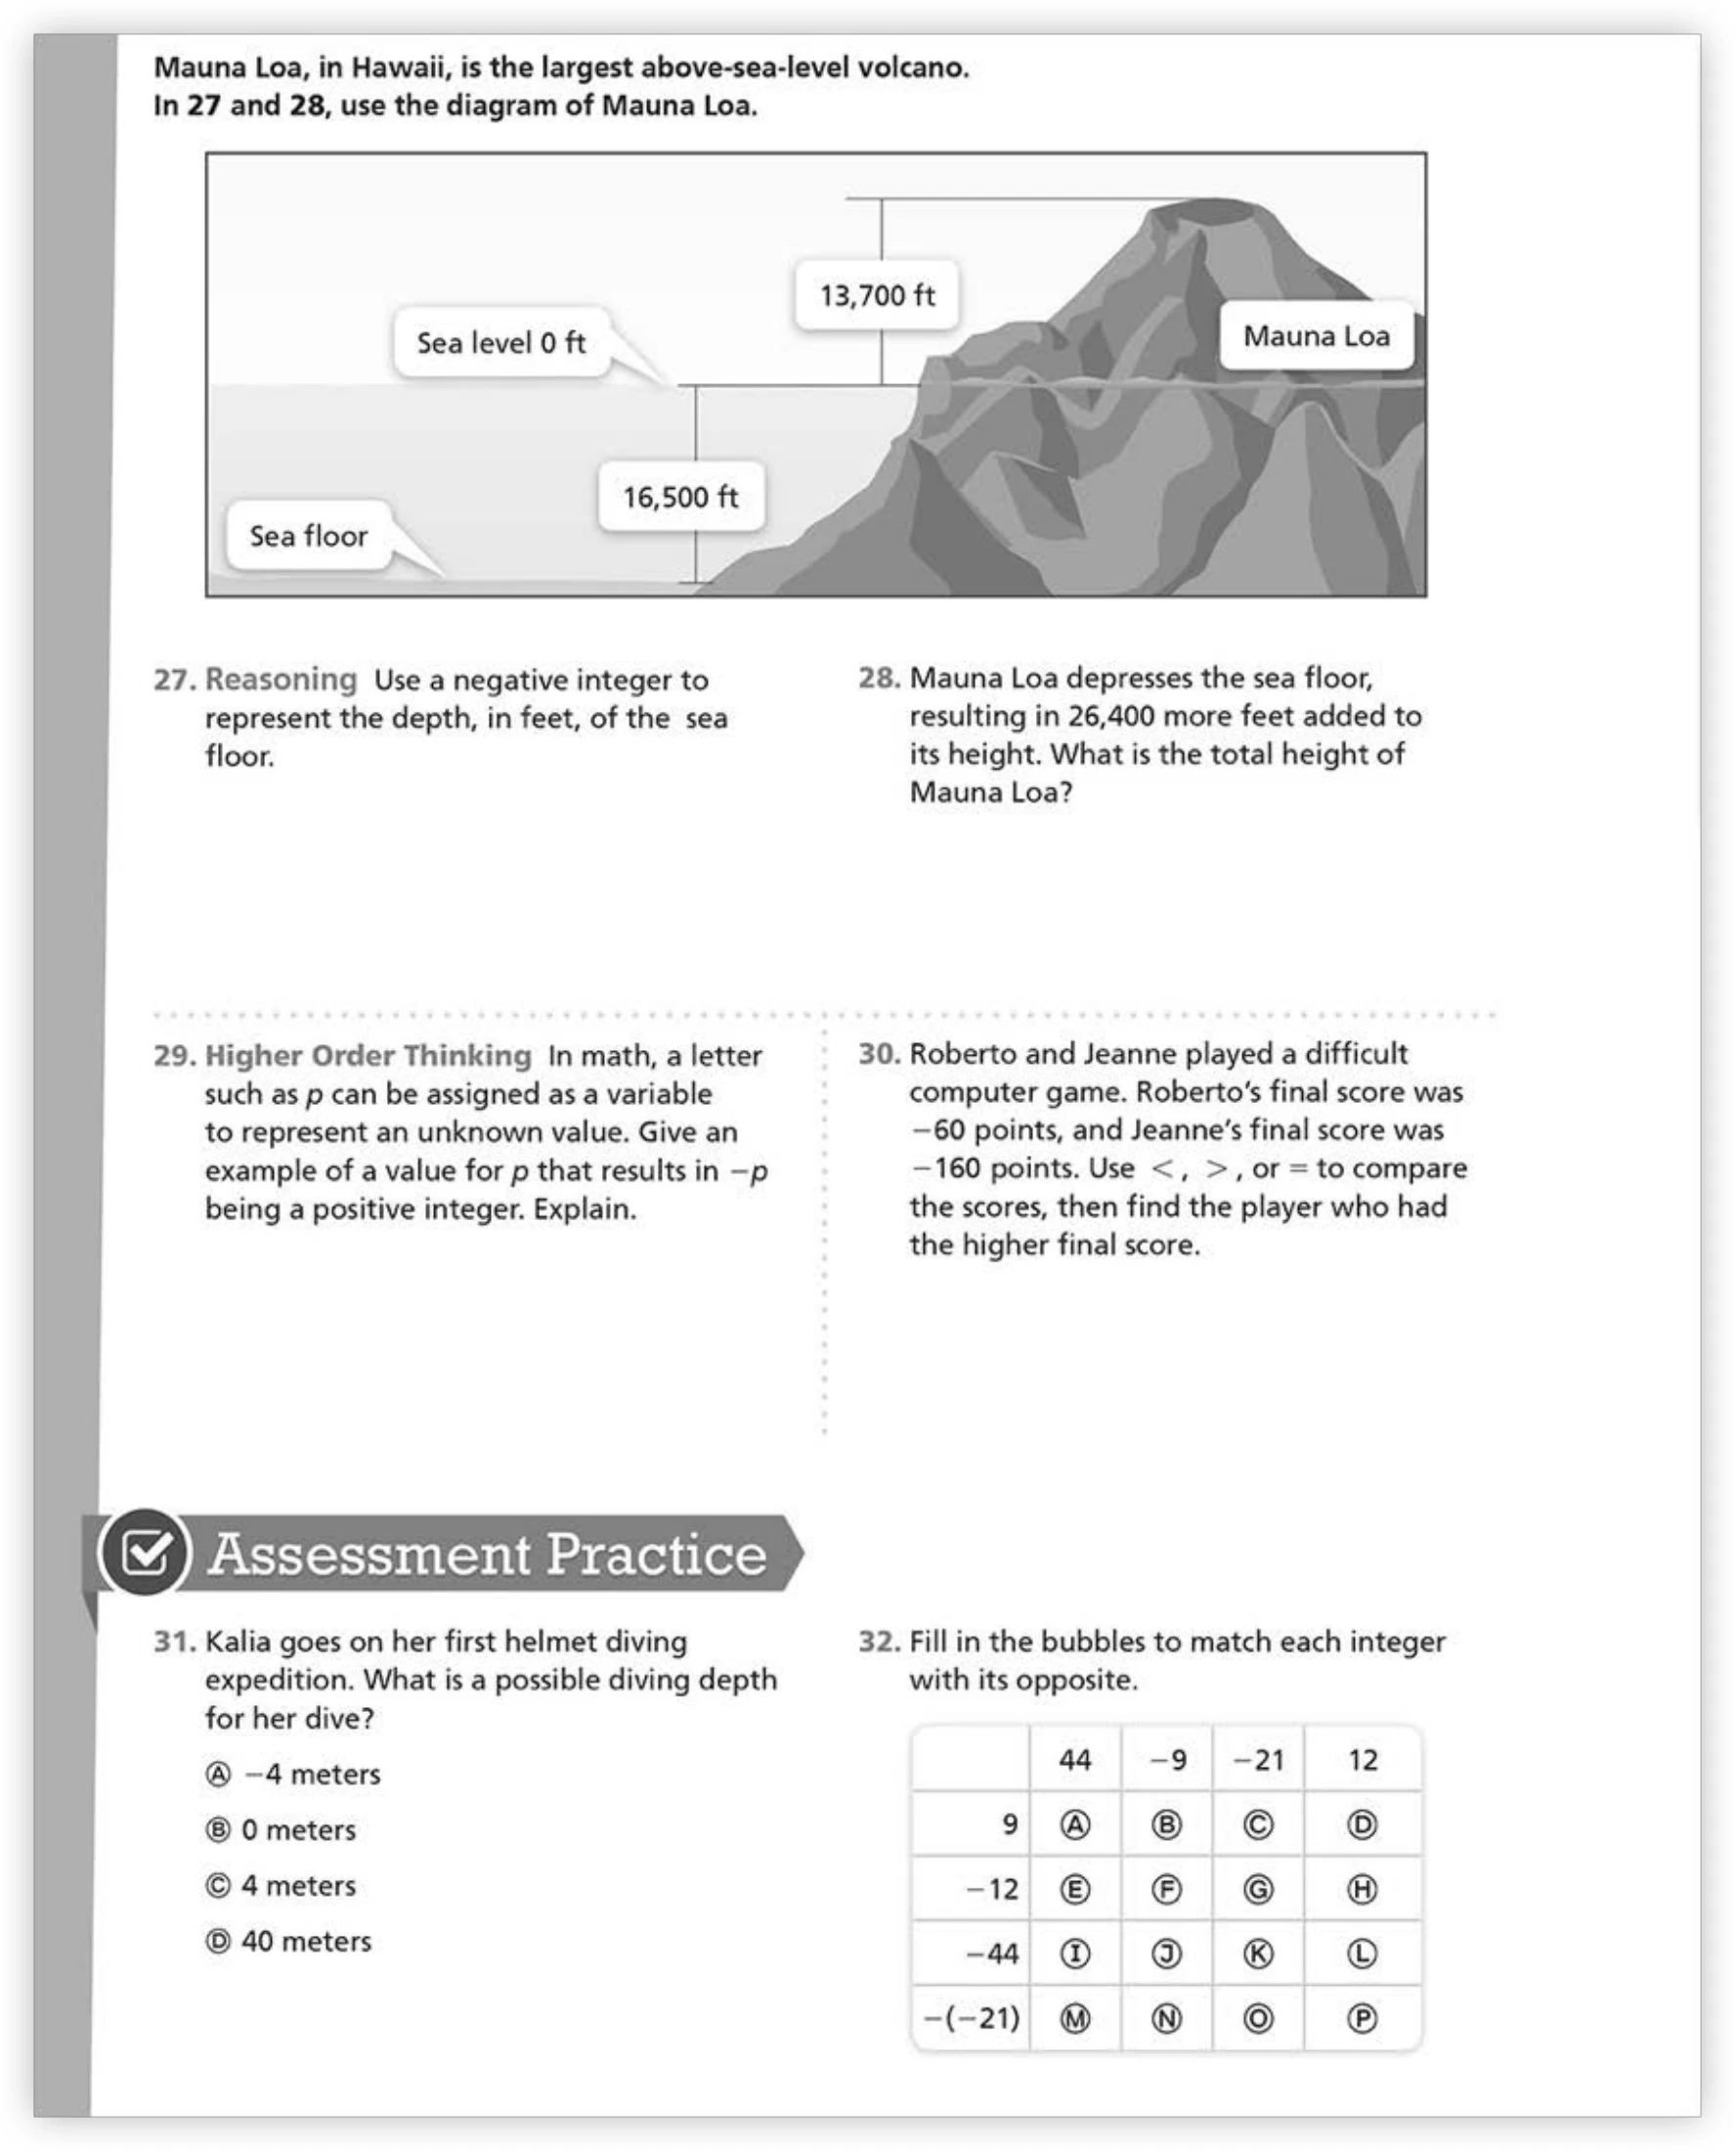 Mauna Loa, in Hawaii, is the largest above-sea-level volcano.
In 27 and 28, use the diagram of Mauna Loa.
13,700 ft
Sea level 0 ft
Mauna Loa
16,500 ft
Sea floor
27. Reasoning Use a negative integer to
represent the depth, in feet, of the sea
floor.
28. Mauna Loa depresses the sea floor,
resulting in 26,400 more feet added to
its height. What is the total height of
Mauna Loa?
29. Higher Order Thinking In math, a letter
such as p can be assigned as a variable
to represent an unknown value. Give an
example of a value for p that results in −p
being a positive integer. Explain.
30. Roberto and Jeanne played a difficult
computer game. Roberto’s final score was
−60 points, and Jeanne’s final score was
−160 points. Use <, >, or = to compare
the scores, then find the player who had
the higher final score.
Assessment Practice
31. Kalia goes on her first helmet diving
expedition. What is a possible diving depth
for her dive?
Ⓐ −4 meters
Ⓑ 0 meters
Ⓒ 4 meters
Ⓓ 40 meters
32. Fill in the bubbles to match each integer
with its opposite.
44 −9 −21 12
9 Ⓐ Ⓑ Ⓒ Ⓓ
−12 Ⓔ Ⓕ Ⓖ Ⓗ
−44 Ⓘ Ⓙ Ⓚ Ⓛ
−(−21) Ⓜ Ⓝ Ⓞ Ⓟ